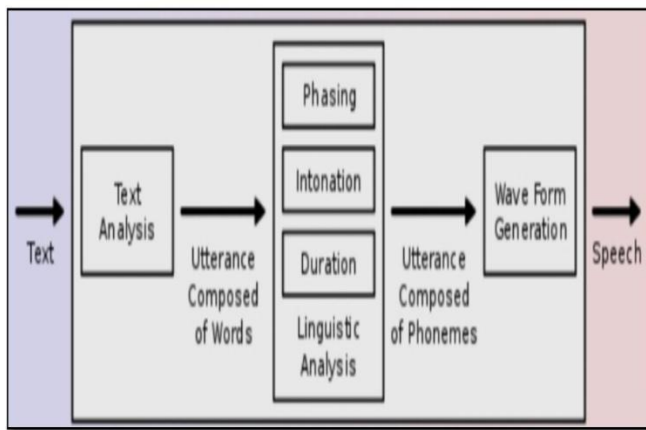 Text
Text
Analysis
Utterance
Composed
of Words
Phasing
Intonation
Duration
Linguistic
Analysis
Utterance
Composed
of Phonemes
Wave Form
Generation
Speech